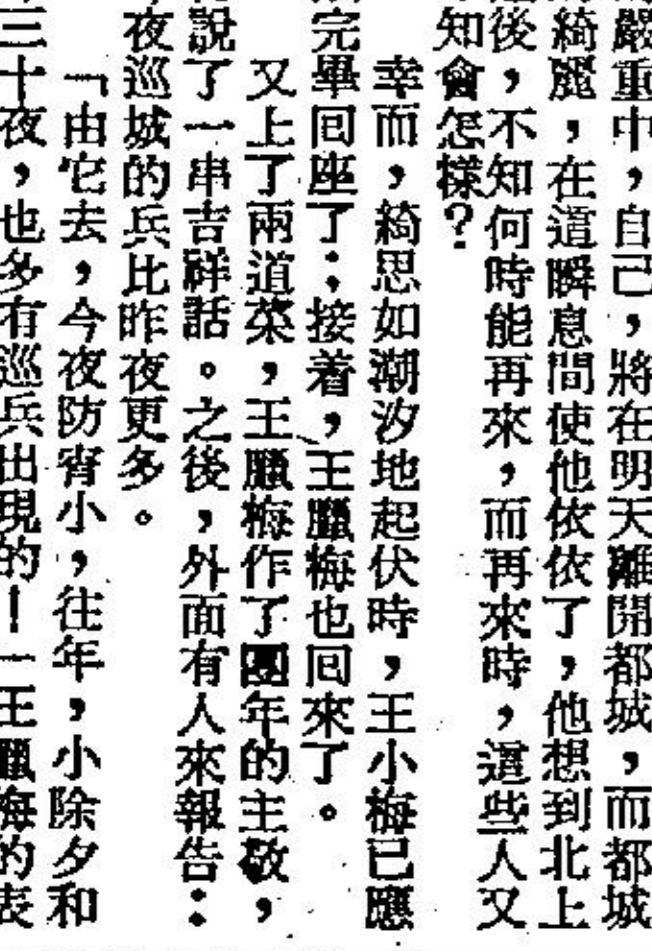 嚴重中，自己，將在明天離開都城，而都城
綺麗，在這瞬息間使他依依了，他想到北上
後，不知何時能再來，而再來時，這些人又
知會怎樣？
幸而，綺思如潮汐地起伏時，王小梅已應
完畢回座了；接着，王臘梅也回來了。
又上了兩道菜，王臘梅作了團年的主敬，
說了一串吉祥話。之後，外面有人來報告：
夜巡城的兵比昨夜更多。
「由它去，今夜防宵小，往年，小除夕和
三十夜，也多有巡兵出現的！一王臘梅的表